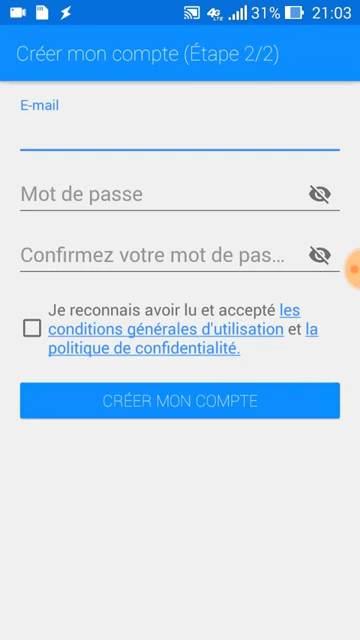 4G LTE 31% 21:03
Créer mon compte (Étape 2/2)
E-mail
Mot de passe
Confirmez votre mot de pas...
Je reconnais avoir lu et accepté les
conditions générales d'utilisation et la
politique de confidentialité.
CRÉER MON COMPTE